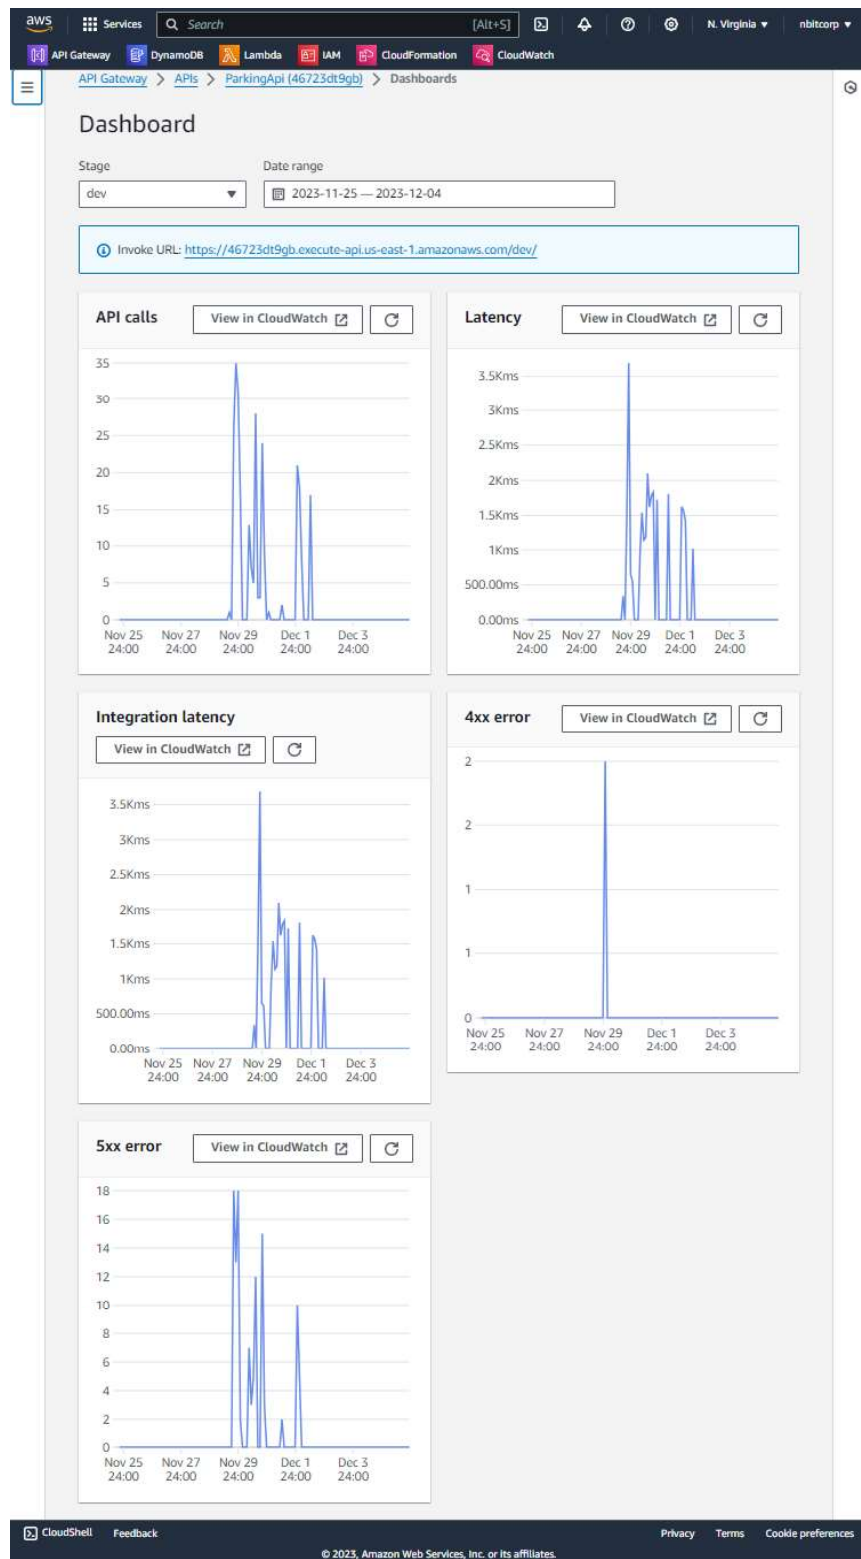 aws Services Search [Alt+S] N. Virginia ▼ nbitcorp ▼
API Gateway DynamoDB Lambda IAM CloudFormation CloudWatch
API Gateway > APIs > ParkingApi (46723dt9gb) > Dashboards
Dashboard
Stage Date range
dev ▼ 2023-11-25 — 2023-12-04
Invoke URL: https://46723dt9gb.execute-api.us-east-1.amazonaws.com/dev/
API calls View in CloudWatch
35
30
25
20
15
10
5
0
Nov 25 Nov 27 Nov 29 Dec 1 Dec 3
24:00 24:00 24:00 24:00 24:00
Latency View in CloudWatch
3.5Kms
3Kms
2.5Kms
2Kms
1.5Kms
1Kms
500.00ms
0.00ms
Nov 25 Nov 27 Nov 29 Dec 1 Dec 3
24:00 24:00 24:00 24:00 24:00
Integration latency
View in CloudWatch
3.5Kms
3Kms
2.5Kms
2Kms
1.5Kms
1Kms
500.00ms
0.00ms
Nov 25 Nov 27 Nov 29 Dec 1 Dec 3
24:00 24:00 24:00 24:00 24:00
4xx error View in CloudWatch
2
2
1
1
0
Nov 25 Nov 27 Nov 29 Dec 1 Dec 3
24:00 24:00 24:00 24:00 24:00
5xx error View in CloudWatch
18
16
14
12
10
8
6
4
2
0
Nov 25 Nov 27 Nov 29 Dec 1 Dec 3
24:00 24:00 24:00 24:00 24:00
CloudShell Feedback Privacy Terms Cookie preferences
© 2023, Amazon Web Services, Inc. or its affiliates.